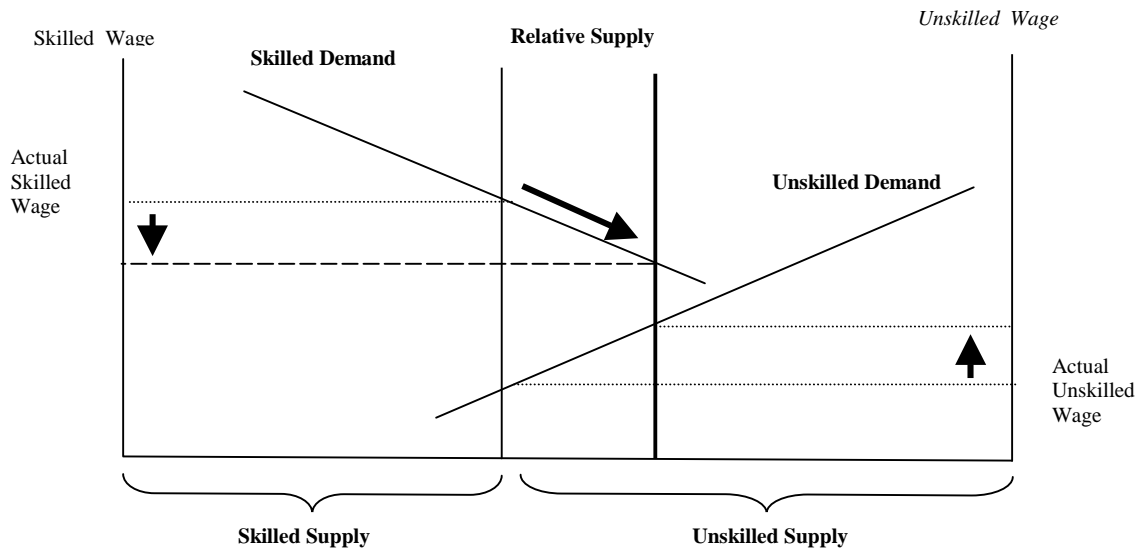 Unskilled Wage
Skilled Wage
Relative Supply
Skilled Demand
Actual
Skilled
Wage
Unskilled Demand
Actual
Unskilled
Wage
Skilled Supply
Unskilled Supply